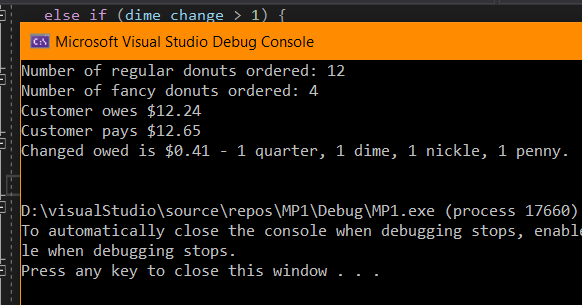 else if (dime change > 1) {
Microsoft Visual Studio Debug Console
Number of regular donuts ordered: 12
Number of fancy donuts ordered: 4
Customer owes $12.24
Customer pays $12.65
Changed owed is $0.41 - 1 quarter, 1 dime, 1 nickle, 1 penny.
D:\visualStudio\source\repos\MP1\Debug\MP1.exe (process 17660)
To automatically close the console when debugging stops, enable
le when debugging stops.
Press any key to close this window . . .